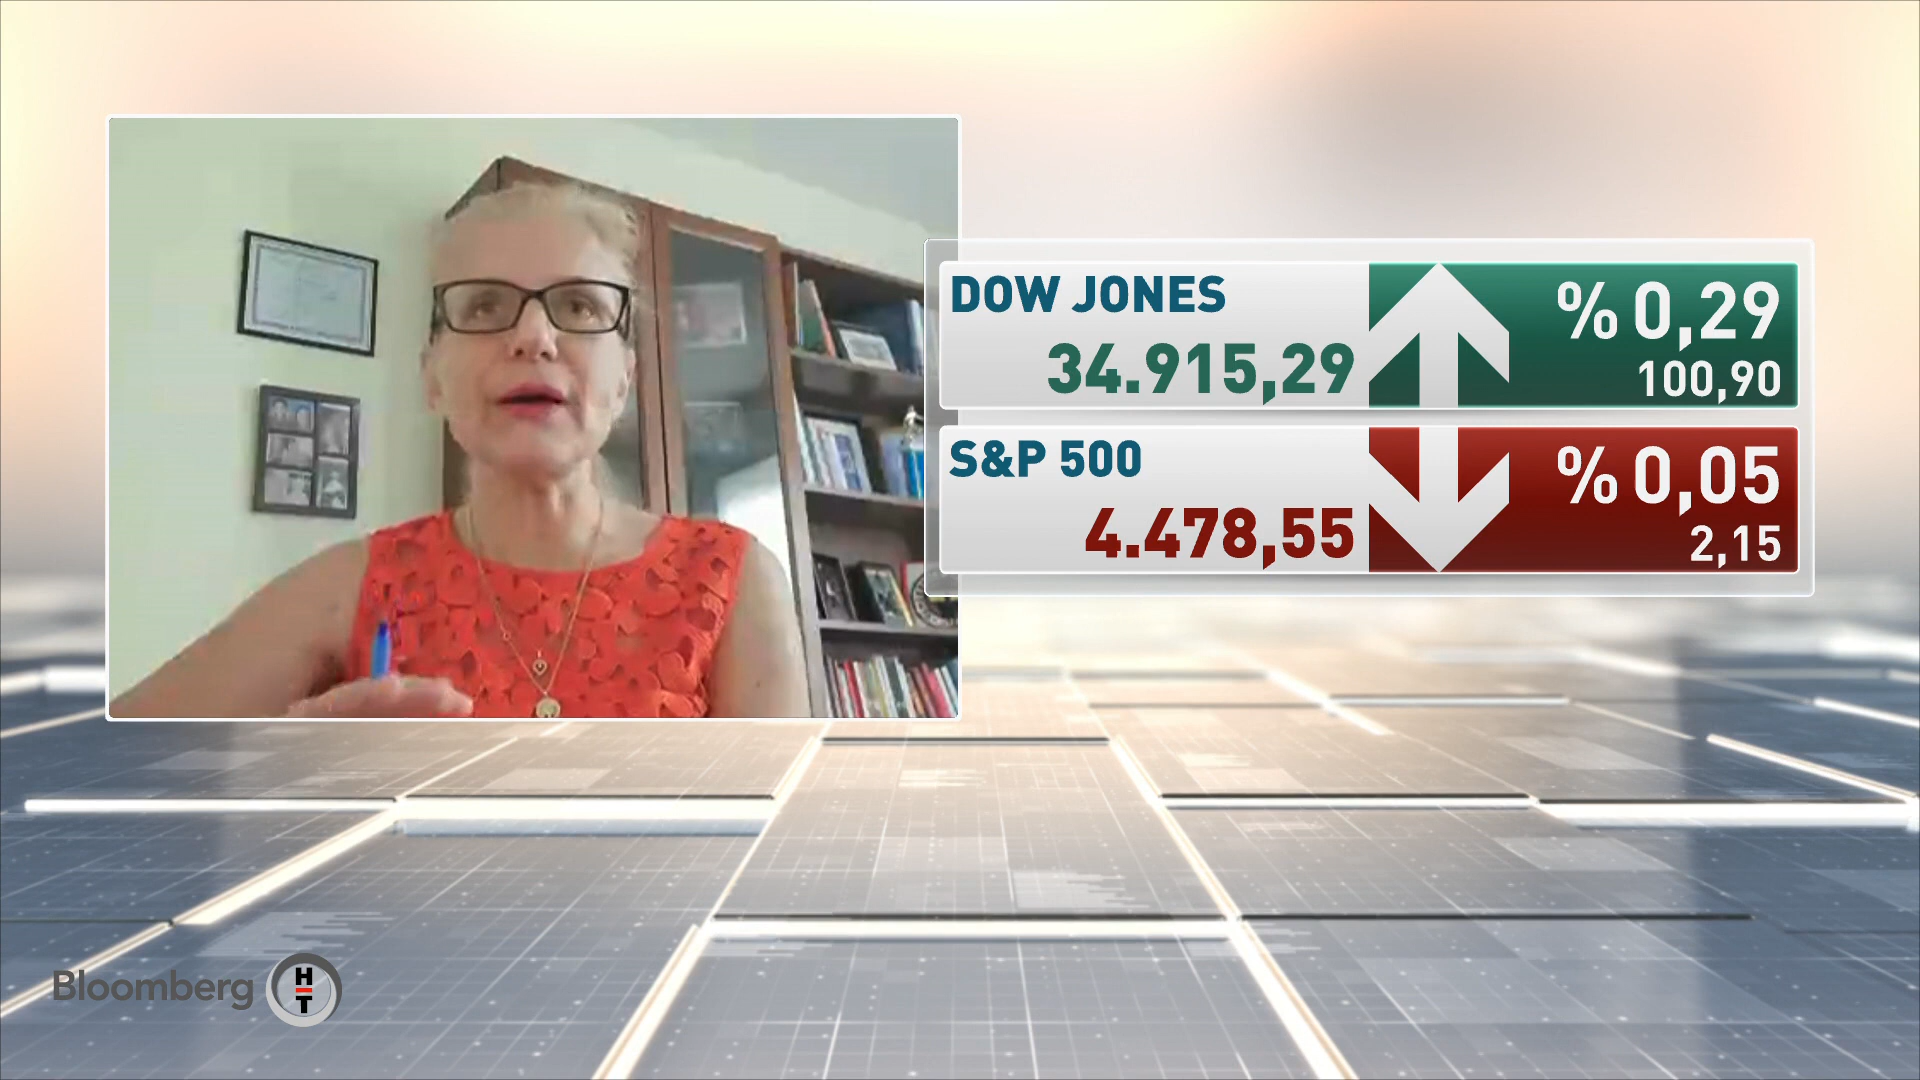 DOW JONES
34.915,29
% 0,29
100,90
S&P 500
4.478,55
% 0,05
2,15
Bloomberg HT